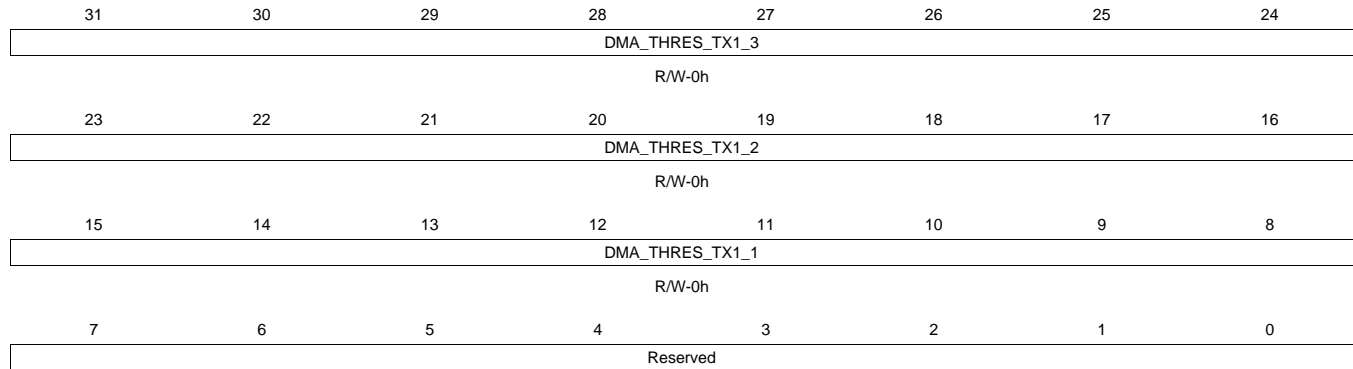 31 30 29 28 27 26 25 24
DMA_THRES_TX1_3
R/W-0h
23 22 21 20 19 18 17 16
DMA_THRES_TX1_2
R/W-0h
15 14 13 12 11 10 9 8
DMA_THRES_TX1_1
R/W-0h
7 6 5 4 3 2 1 0
Reserved